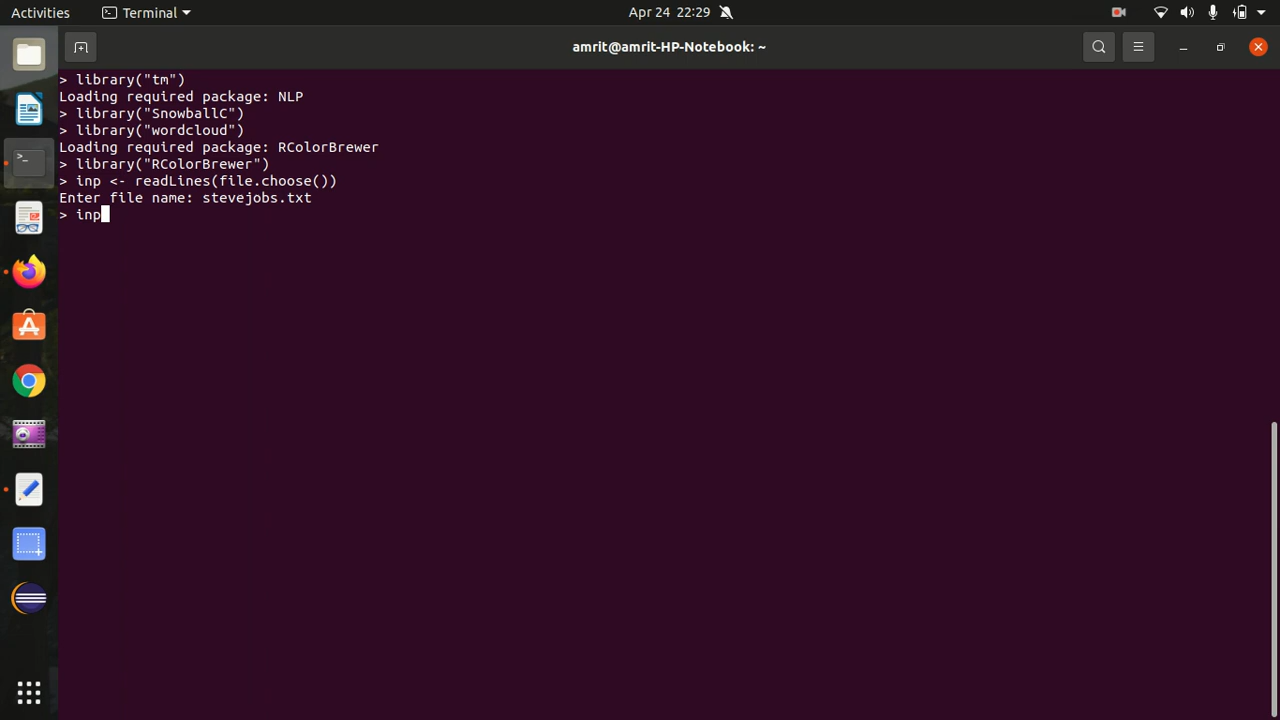 Activities Terminal Apr 24 22:29
amrit@amrit-HP-Notebook: ~
> library("tm")
Loading required package: NLP
> library("SnowballC")
> library("wordcloud")
Loading required package: RColorBrewer
> library("RColorBrewer")
> inp <- readLines(file.choose())
Enter file name: stevejobs.txt
> inp